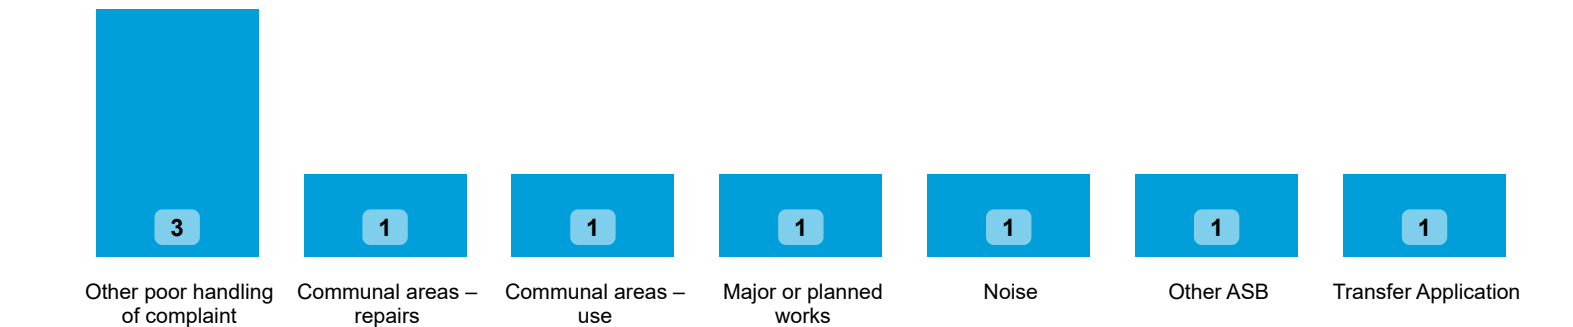 3
1
1
1
1
1
1
Other poor handling
of complaint
Communal areas –
repairs
Communal areas –
use
Major or planned
works
Noise
Other ASB
Transfer Application